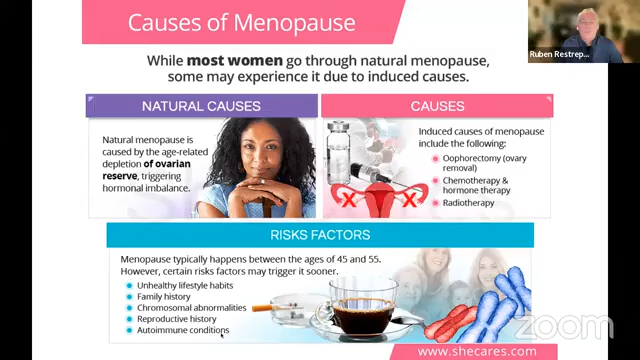 Causes of Menopause
Ruben Restrep...
While most women go through natural menopause,
some may experience it due to induced causes.
NATURAL CAUSES
Natural menopause is
caused by the age-related
depletion of ovarian
reserve, triggering
hormonal imbalance.
CAUSES
Induced causes of menopause
include the following:
Oophorectomy (ovary
removal)
Chemotherapy &
hormone therapy
Radiotherapy
X X
RISKS FACTORS
Menopause typically happens between the ages of 45 and 55.
However, certain risks factors may trigger it sooner.
Unhealthy lifestyle habits
Family history
Chromosomal abnormalities
Reproductive history
Autoimmune conditions
zoom
www.shecares.com